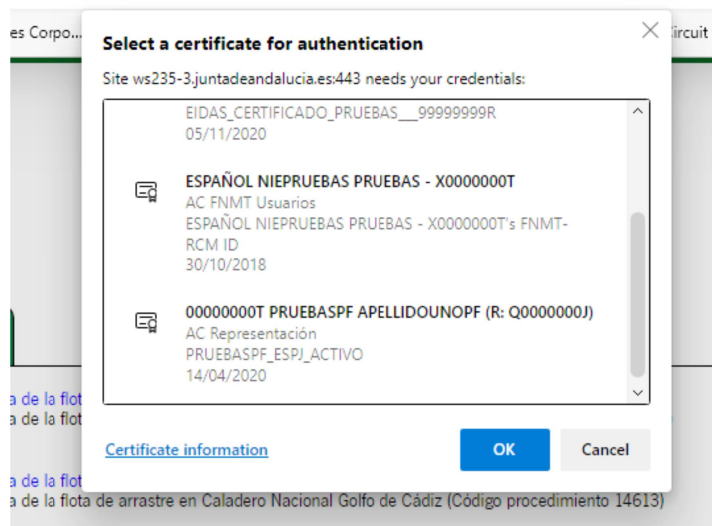 es Corpo...
ircuit
Select a certificate for authentication
Site ws235-3.juntadeandalucia.es:443 needs your credentials:
EIDAS_CERTIFICADO_PRUEBAS___99999999R
05/11/2020
ESPAÑOL NIEPRUEBAS PRUEBAS - X0000000T
AC FNMT Usuarios
ESPAÑOL NIEPRUEBAS PRUEBAS - X0000000T's FNMT-
RCM ID
30/10/2018
00000000T PRUEBASPF APELLIDOUNOPF (R: Q0000000J)
AC Representación
PRUEBASPF_ESPJ_ACTIVO
14/04/2020
a de la flot
a de la flot
Certificate information
OK
Cancel
a de la flot
a de la flota de arrastre en Caladero Nacional Golfo de Cádiz (Código procedimiento 14613)